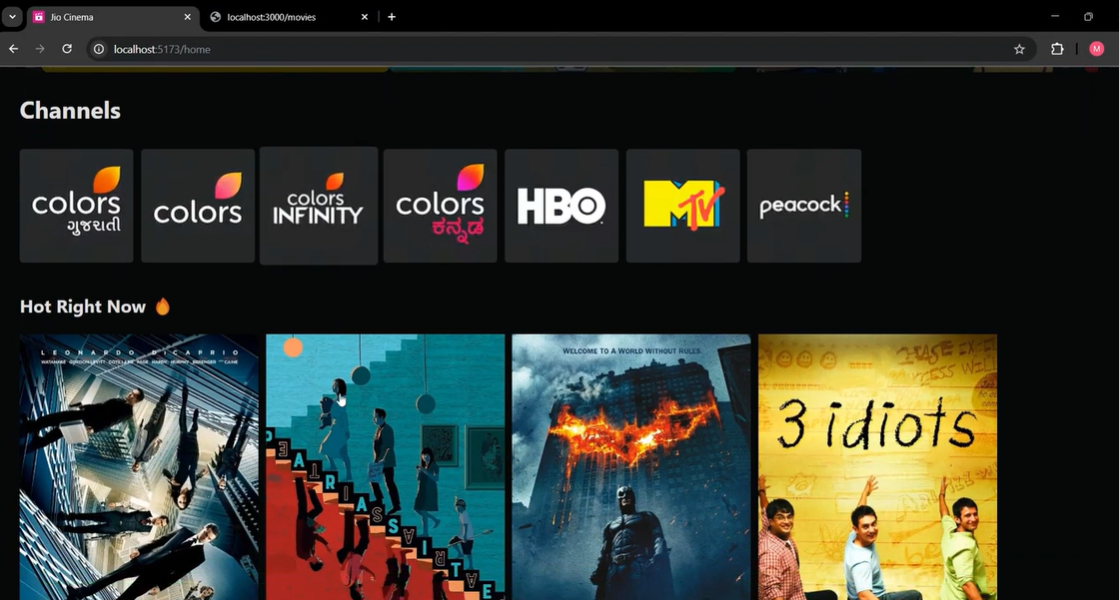 Jio Cinema
localhost:3000/movies
localhost:5173/home
M
Channels
colors
ગુજરાતી
colors
colors
INFINITY
colors
ಕನ್ನಡ
HBO
MTV
peacock
Hot Right Now
LEONARDO DICAPRIO
WELCOME TO A WORLD WITHOUT RULES.
3 idiots